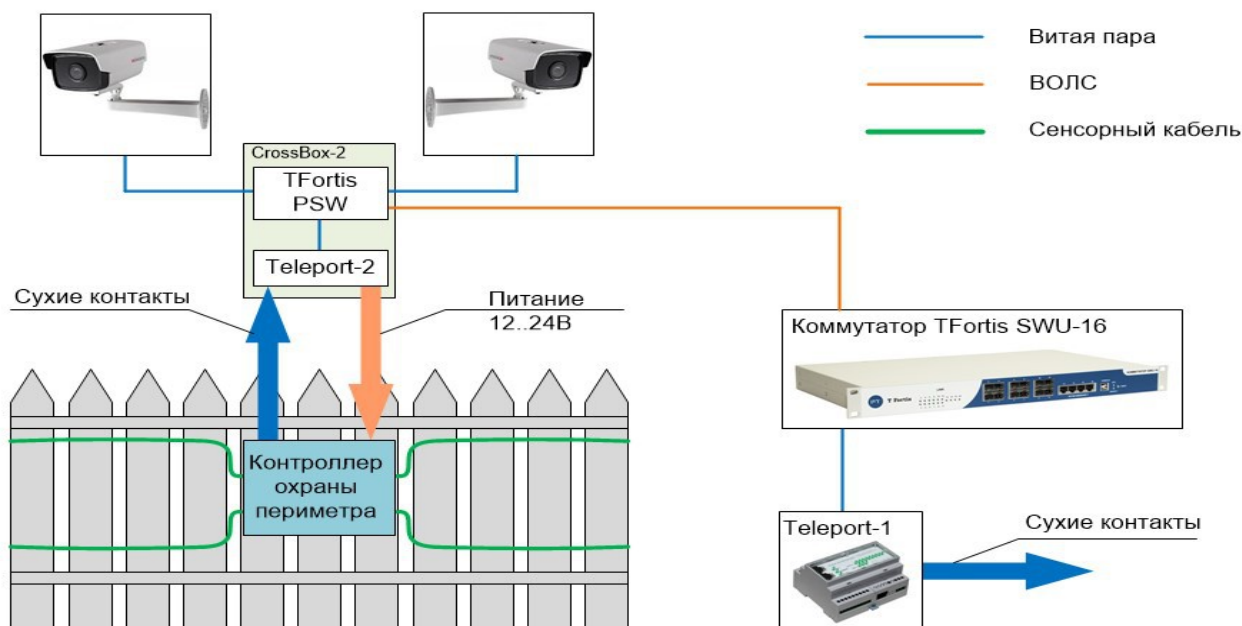 Витая пара
ВОЛС
Сенсорный кабель
CrossBox-2
TFortis
PSW
Teleport-2
Сухие контакты
Питание
12..24В
Контроллер
охраны
периметра
Коммутатор TFortis SWU-16
T Fortis
Teleport-1
Сухие контакты